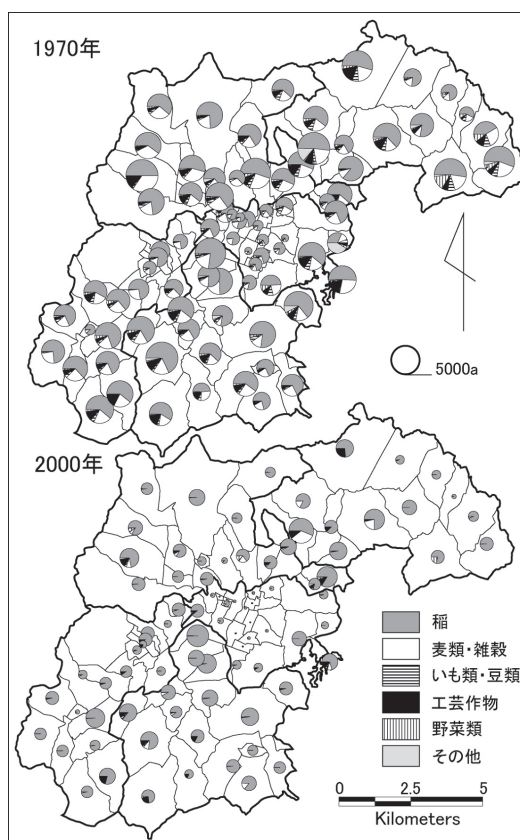 1970年
5000a
2000年
稲
麦類・雑穀
いも類・豆類
工芸作物
野菜類
その他
0 2.5 5
Kilometers